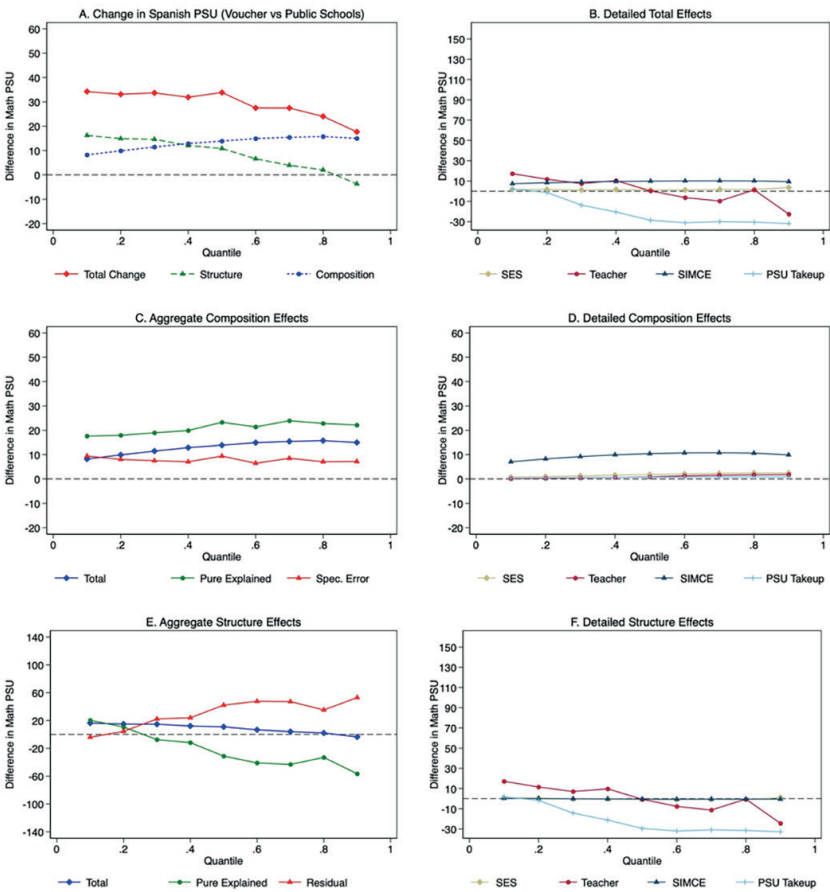 A. Change in Spanish PSU (Voucher vs Public Schools)
Difference in Math PSU
60
50
40
30
20
10
0
-10
-20
0 .2 .4 .6 .8 1
Quantile
Total Change Structure Composition
B. Detailed Total Effects
Difference in Math PSU
150
130
110
90
70
50
30
10
-10
-30
0 .2 .4 .6 .8 1
Quantile
SES Teacher SIMCE PSU Takeup
C. Aggregate Composition Effects
Difference in Math PSU
60
50
40
30
20
10
0
-10
-20
0 .2 .4 .6 .8 1
Quantile
Total Pure Explained Spec. Error
D. Detailed Composition Effects
Difference in Math PSU
60
50
40
30
20
10
0
-10
-20
0 .2 .4 .6 .8 1
Quantile
SES Teacher SIMCE PSU Takeup
E. Aggregate Structure Effects
Difference in Math PSU
140
100
60
20
-20
-60
-100
-140
0 .2 .4 .6 .8 1
Quantile
Total Pure Explained Residual
F. Detailed Structure Effects
Difference in Math PSU
150
130
110
90
70
50
30
10
-10
-30
0 .2 .4 .6 .8 1
Quantile
SES Teacher SIMCE PSU Takeup